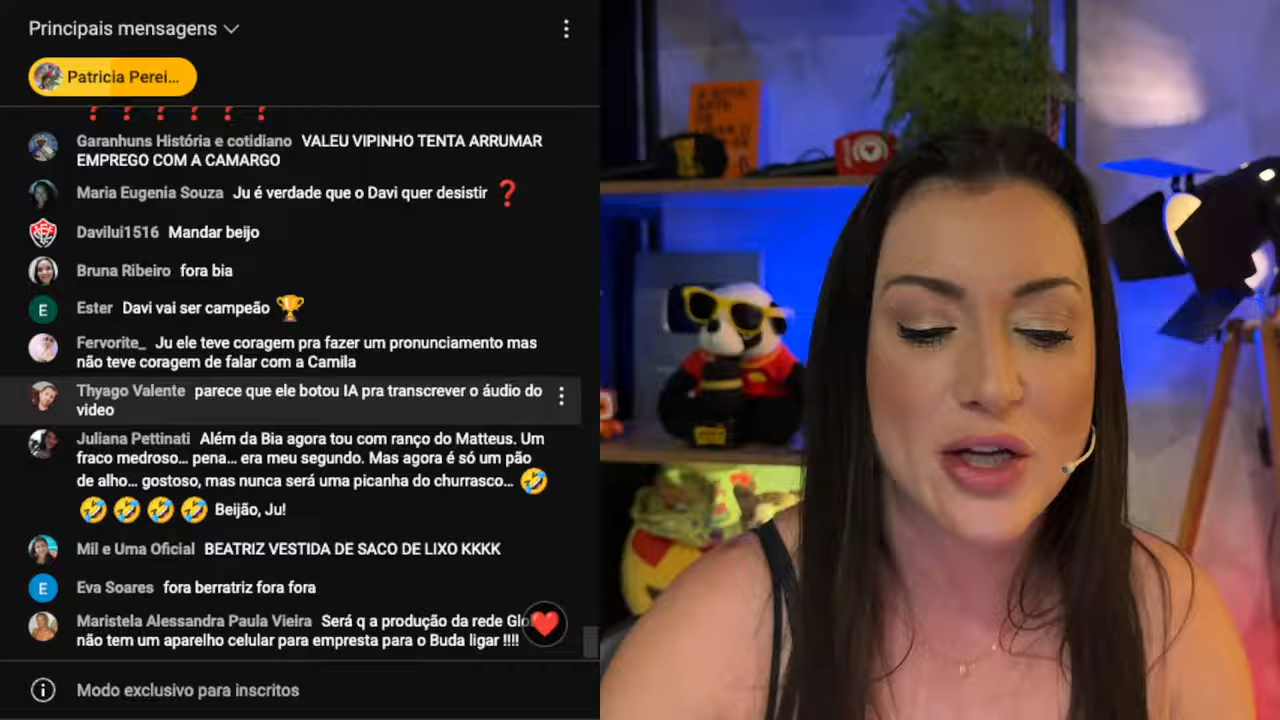 Principais mensagens
Patricia Perei...
Garanhuns História e cotidiano VALEU VIPINHO TENTA ARRUMAR
EMPREGO COM A CAMARGO
Maria Eugenia Souza Ju é verdade que o Davi quer desistir ❓
Davilui1516 Mandar beijo
Bruna Ribeiro fora bia
E Ester Davi vai ser campeão 🏆
Fervorite_ Ju ele teve coragem pra fazer um pronunciamento mas
não teve coragem de falar com a Camila
Thyago Valente parece que ele botou IA pra transcrever o áudio do
video
Juliana Pettinati Além da Bia agora tou com ranço do Matteus. Um
fraco medroso... pena... era meu segundo. Mas agora é só um pão
de alho... gostoso, mas nunca será uma picanha do churrasco... 🤣
🤣🤣🤣🤣 Beijão, Ju!
Mil e Uma Oficial BEATRIZ VESTIDA DE SACO DE LIXO KKKK
E Eva Soares fora berratriz fora fora
Maristela Alessandra Paula Vieira Será q a produção da rede Glo
não tem um aparelho celular para empresta para o Buda ligar !!!!
Modo exclusivo para inscritos